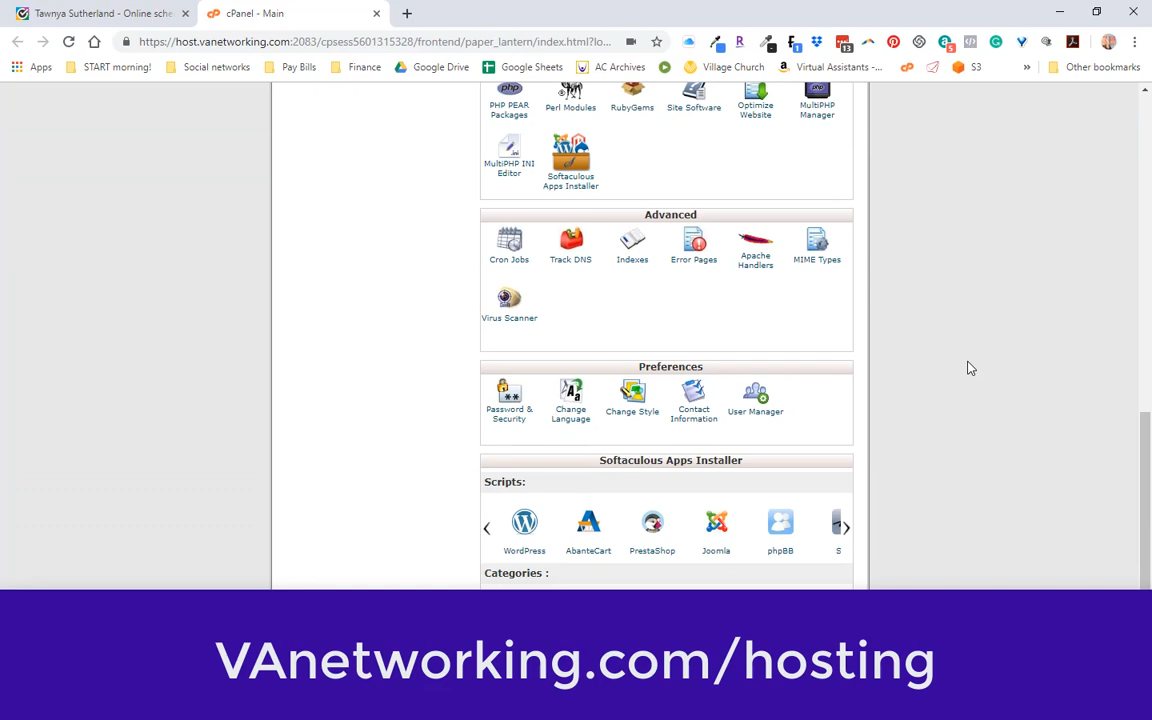 Tawnya Sutherland - Online sche
cPanel - Main
https://host.vanetworking.com:2083/cpsess5601315328/frontend/paper_lantern/index.html?lo...
Apps
START morning!
Social networks
Pay Bills
Finance
Google Drive
Google Sheets
AC Archives
Village Church
Virtual Assistants -...
S3
Other bookmarks
PHP PEAR Packages
Perl Modules
RubyGems
Site Software
Optimize Website
MultiPHP Manager
MultiPHP INI Editor
Softaculous Apps Installer
Advanced
Cron Jobs
Track DNS
Indexes
Error Pages
Apache Handlers
MIME Types
Virus Scanner
Preferences
Password & Security
Change Language
Change Style
Contact Information
User Manager
Softaculous Apps Installer
Scripts:
WordPress
AbanteCart
PrestaShop
Joomla
phpBB
S
Categories :
VAnetworking.com/hosting